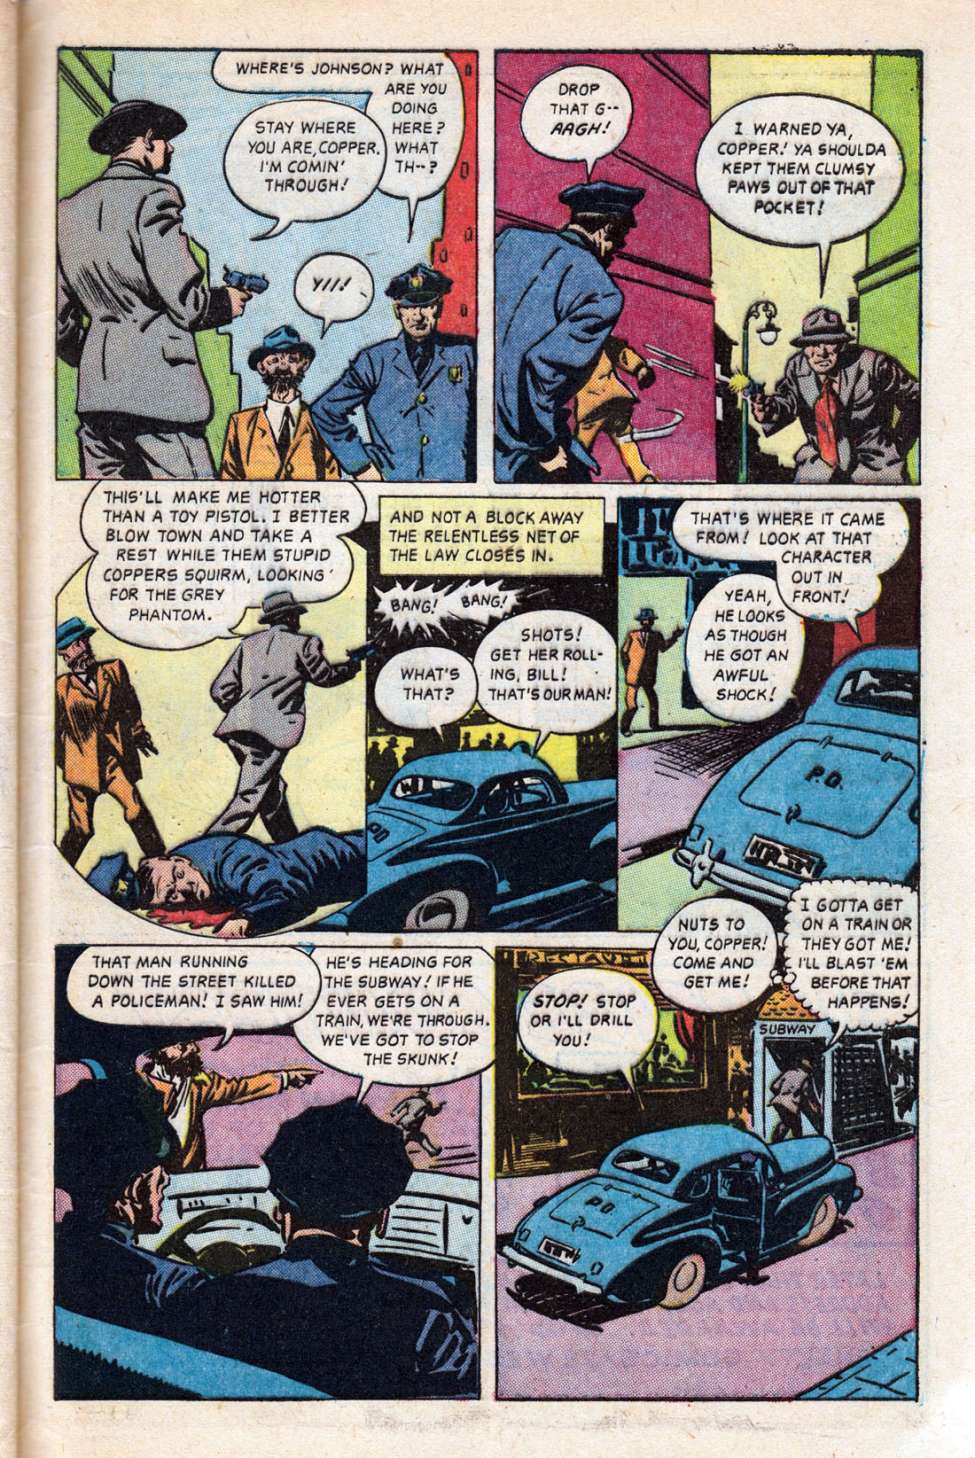 WHERE'S JOHNSON? WHAT
ARE YOU
DOING
HERE?
WHAT
TH--?
STAY WHERE
YOU ARE, COPPER.
I'M COMIN'
THROUGH!
YII!
DROP
THAT G--
AAGH!
I WARNED YA,
COPPER! YA SHOULDA
KEPT THEM CLUMSY
PAWS OUT OF THAT
POCKET!
THIS'LL MAKE ME HOTTER
THAN A TOY PISTOL. I BETTER
BLOW TOWN AND TAKE A
REST WHILE THEM STUPID
COPPERS SQUIRM, LOOKING
FOR THE GREY
PHANTOM.
AND NOT A BLOCK AWAY
THE RELENTLESS NET OF
THE LAW CLOSES IN.
BANG! BANG!
WHAT'S
THAT?
SHOTS!
GET HER ROLL-
ING, BILL!
THAT'S OUR MAN!
THAT'S WHERE IT CAME
FROM! LOOK AT THAT
CHARACTER
OUT IN
FRONT!
YEAH,
HE LOOKS
AS THOUGH
HE GOT AN
AWFUL
SHOCK!
P.D.
THAT MAN RUNNING
DOWN THE STREET KILLED
A POLICEMAN! I SAW HIM!
HE'S HEADING FOR
THE SUBWAY! IF HE
EVER GETS ON A
TRAIN, WE'RE THROUGH.
WE'VE GOT TO STOP
THE SKUNK!
RESTAURANT
STOP! STOP
OR I'LL DRILL
YOU!
NUTS TO
YOU, COPPER!
COME AND
GET ME!
I GOTTA GET
ON A TRAIN OR
THEY GOT ME!
I'LL BLAST 'EM
BEFORE THAT
HAPPENS!
SUBWAY
P.D.